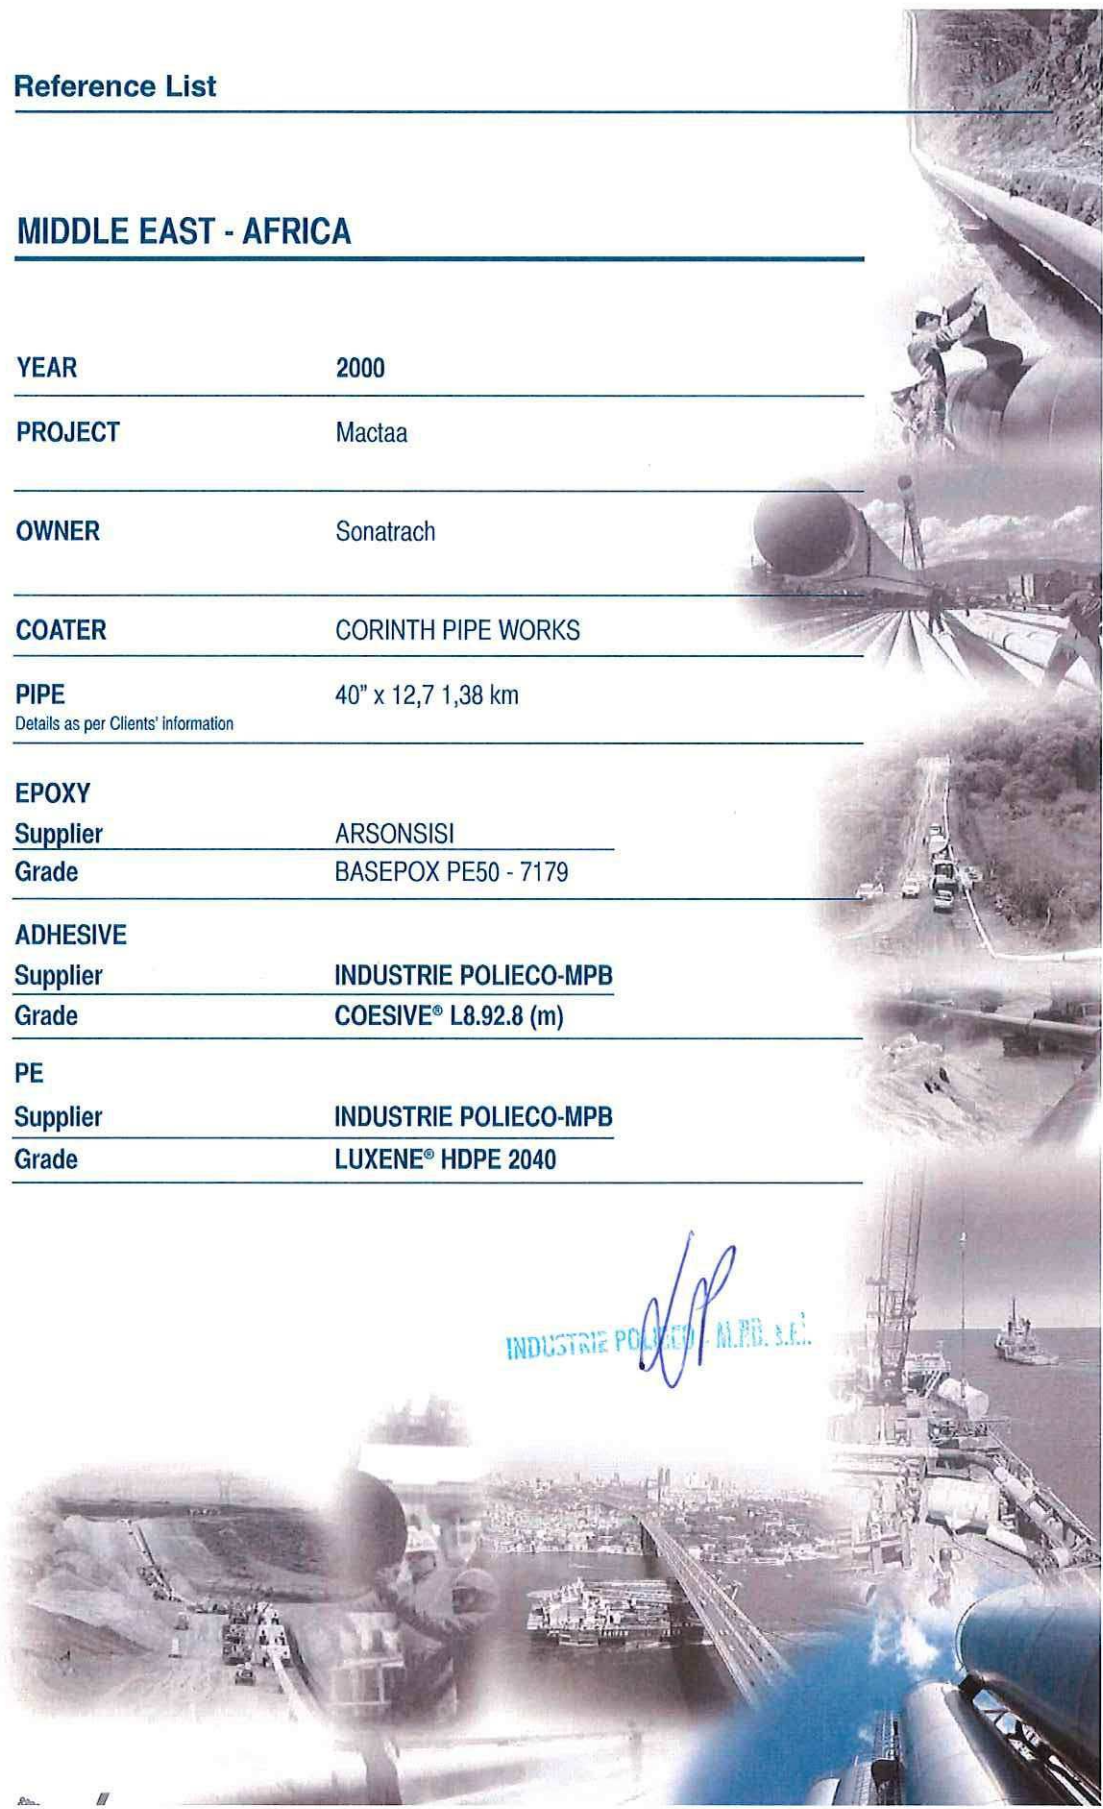 Reference List
MIDDLE EAST - AFRICA
YEAR 2000
PROJECT Mactaa
OWNER Sonatrach
COATER CORINTH PIPE WORKS
PIPE 40" x 12,7 1,38 km
Details as per Clients' information
EPOXY
Supplier ARSONSISI
Grade BASEPOX PE50 - 7179
ADHESIVE
Supplier INDUSTRIE POLIECO-MPB
Grade COESIVE® L8.92.8 (m)
PE
Supplier INDUSTRIE POLIECO-MPB
Grade LUXENE® HDPE 2040
INDUSTRIE POLIECO - M.P.B. s.r.l.